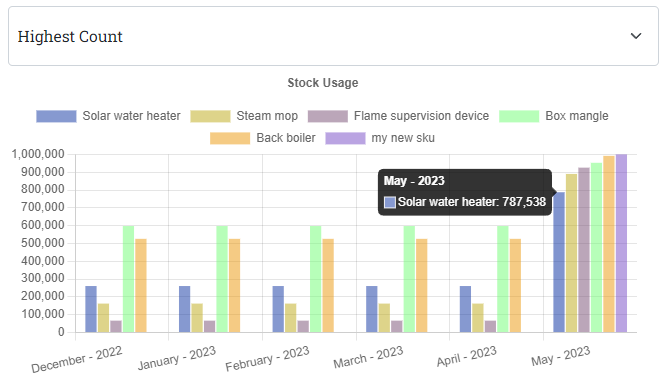 Highest Count
Stock Usage
Solar water heater Steam mop Flame supervision device Box mangle
Back boiler my new sku
1,000,000
900,000
800,000
700,000
600,000
500,000
400,000
300,000
200,000
100,000
0
May - 2023
Solar water heater: 787,538
December - 2022 January - 2023 February - 2023 March - 2023 April - 2023 May - 2023